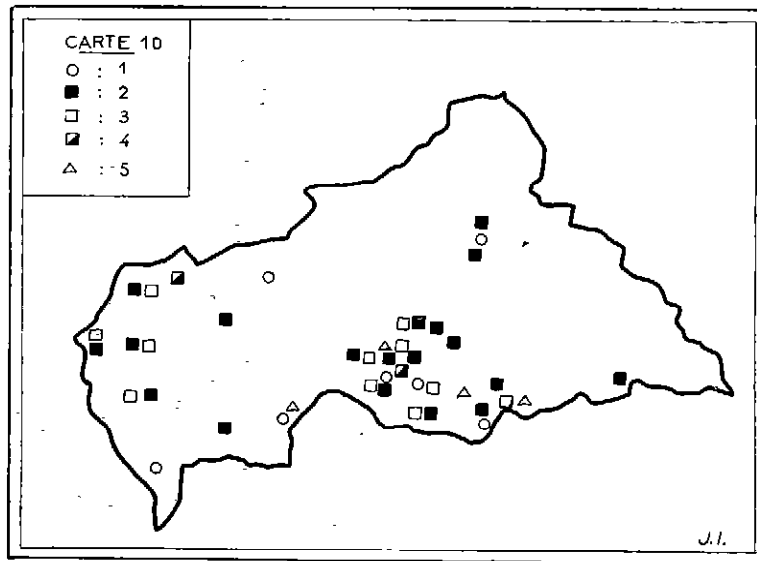 CARTE 10
○ : 1
■ : 2
□ : 3
◪ : 4
△ : 5
J.I.